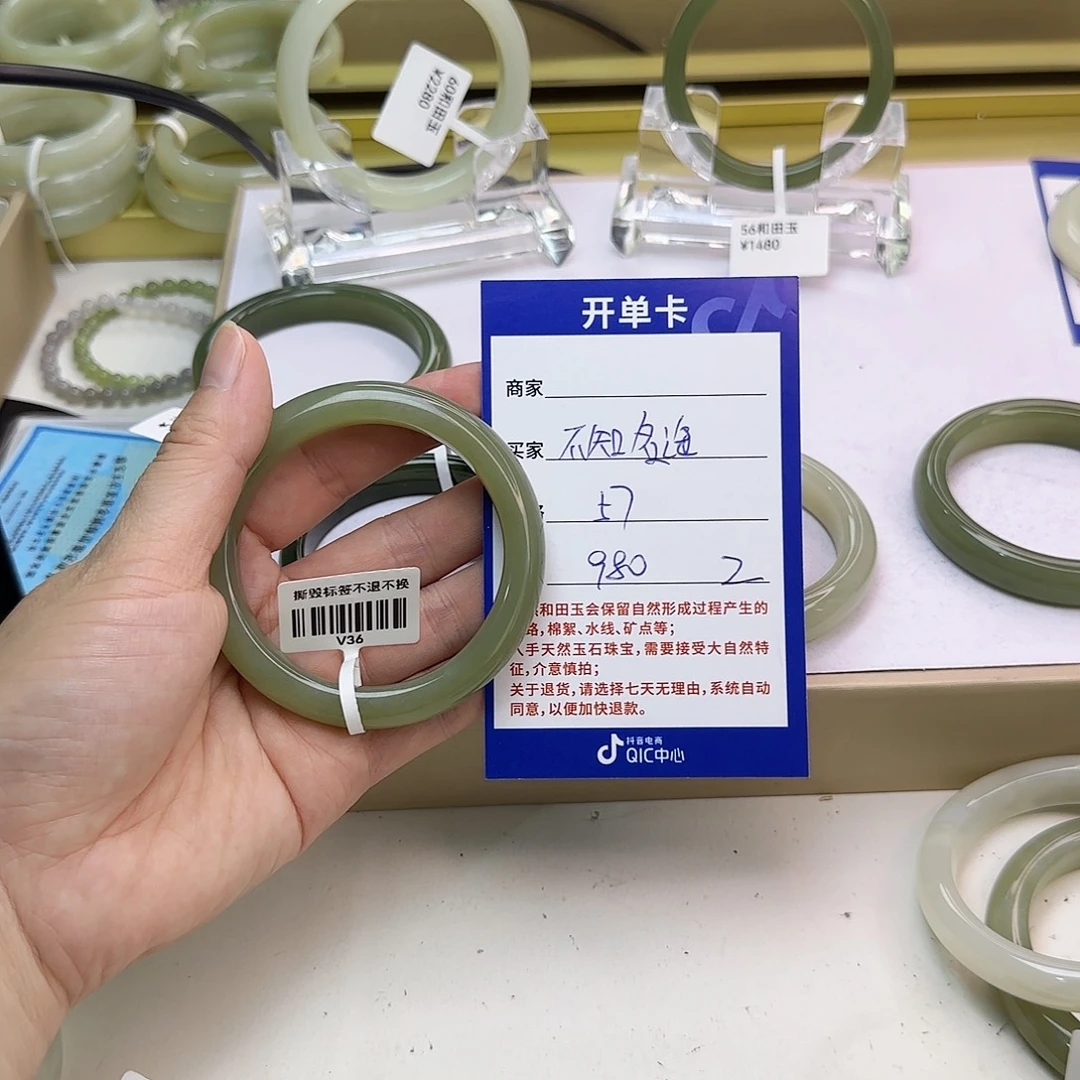 60和田玉
¥2280
56和田玉
¥1480
开单卡
商家
买家 不知名海
57
980 2
和田玉会保留自然形成过程产生的
路,棉絮、水线、矿点等;
手天然玉石珠宝,需要接受大自然特
征,介意慎拍;
关于退货,请选择七天无理由,系统自动
同意,以便加快退款。
抖音电商
QIC中心
撕毁标签不退不换
V36